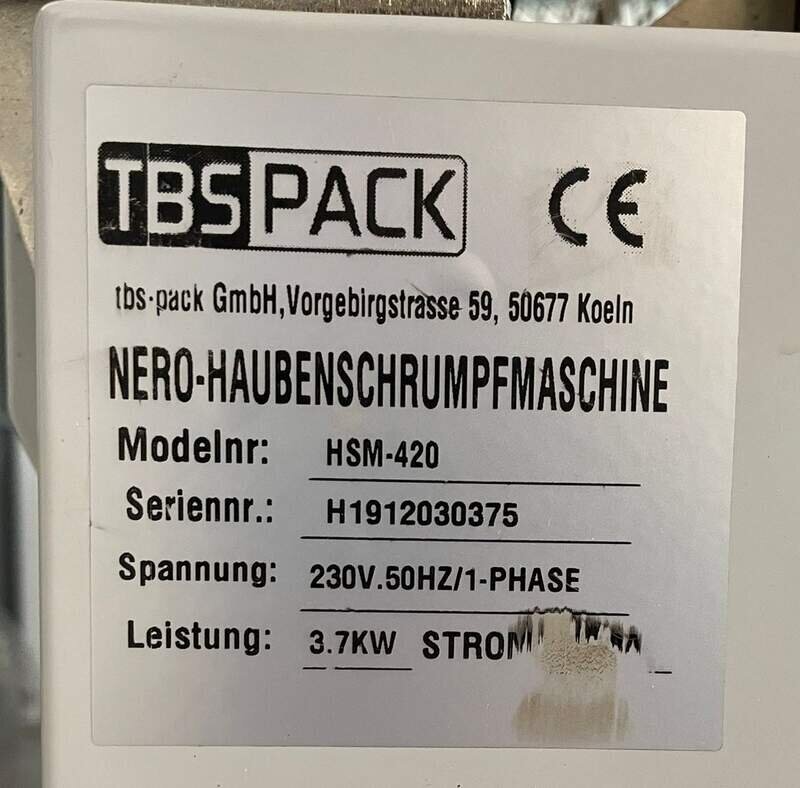 TBSPACK CE
tbs-pack GmbH,Vorgebirgstrasse 59, 50677 Koeln
NERO-HAUBENSCHRUMPFMASCHINE
Modelnr: HSM-420
Seriennr.: H1912030375
Spannung: 230V.50HZ/1-PHASE
Leistung: 3.7KW